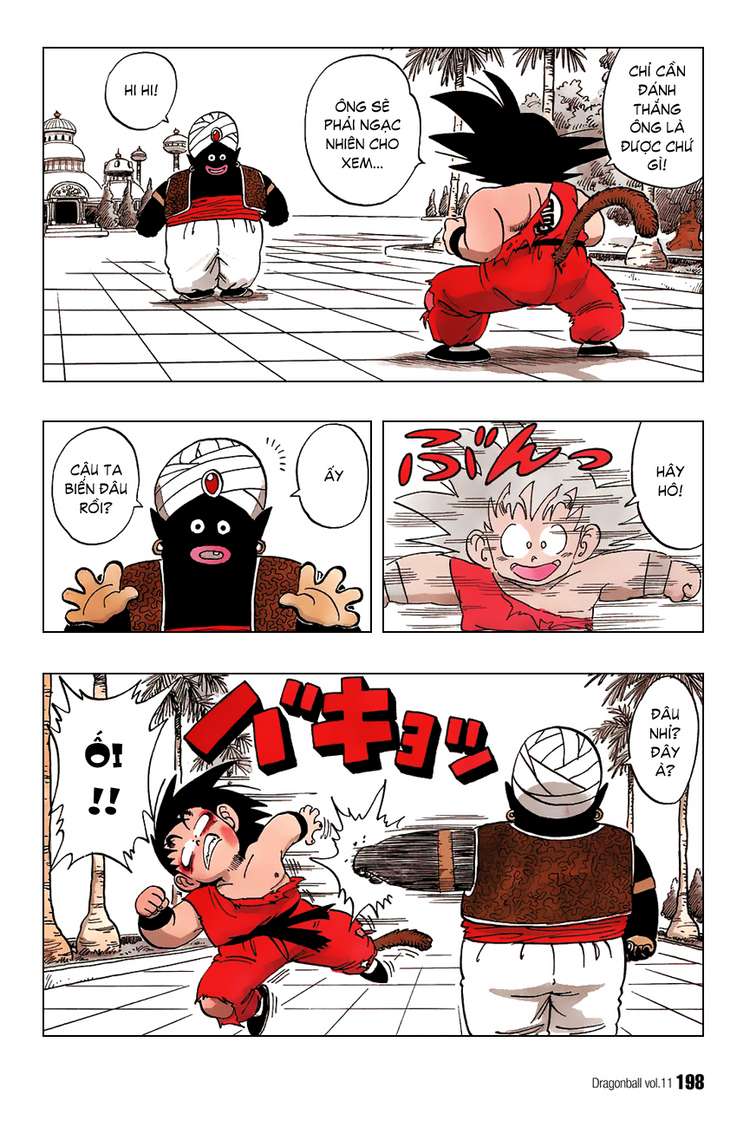 CHỈ CẦN
ĐÁNH
THẮNG
ÔNG LÀ
ĐƯỢC CHỨ
GÌ!
ÔNG SẼ
PHẢI NGẠC
NHIÊN CHO
XEM...
HI HI!
ぶんっ
HÂY
HÔ!
ẤY
CẬU TA
BIẾN ĐÂU
RỒI?
ĐÂU
NHỈ?
ĐÂY
À?
バキョッ
ỐI
!!
Dragonball vol.11 198